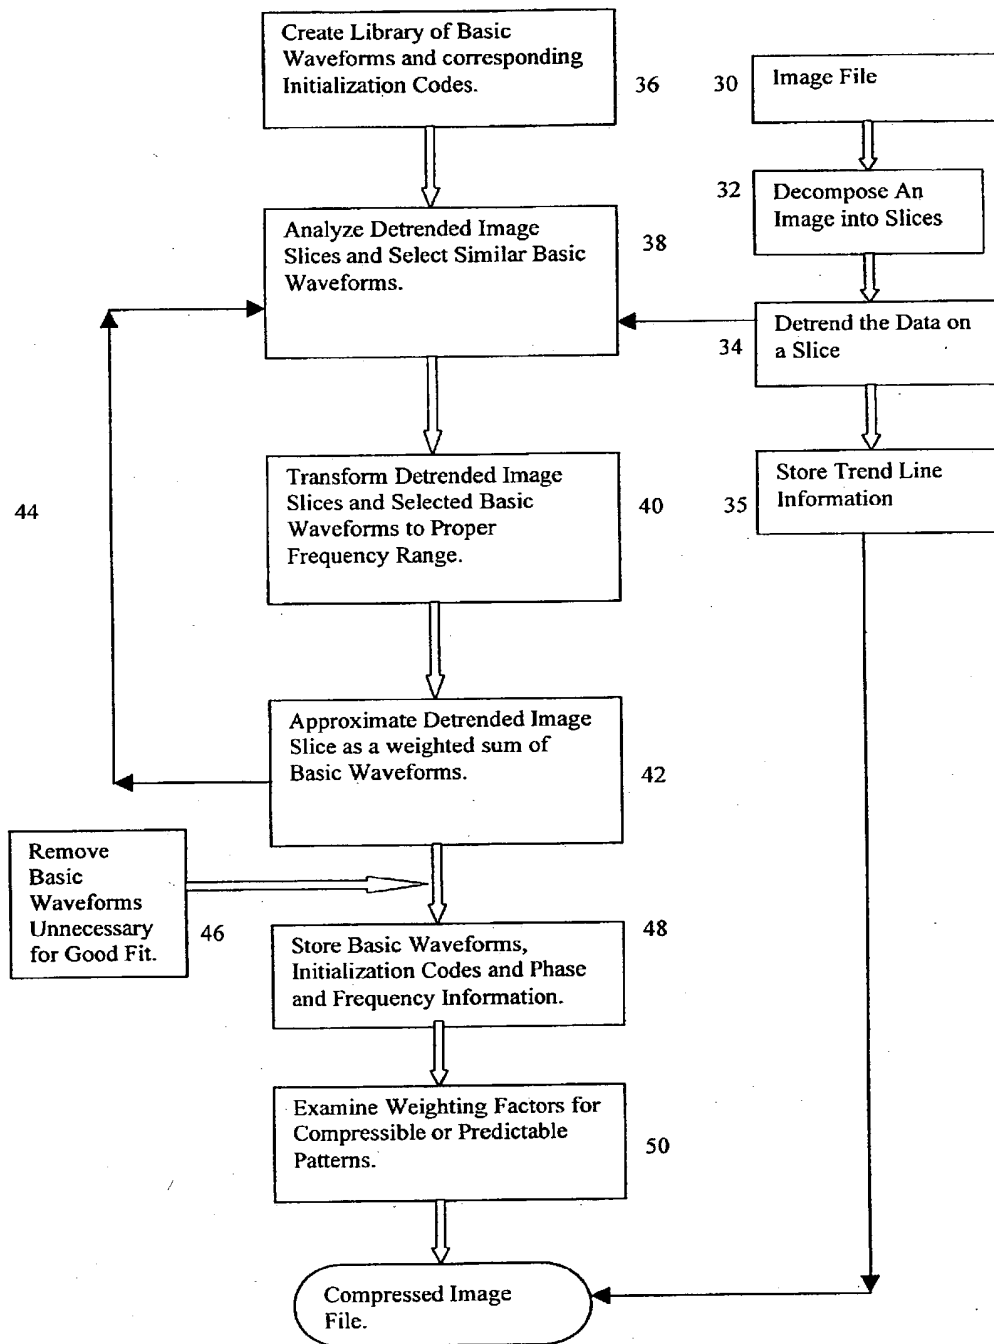 Create Library of Basic
Waveforms and corresponding
Initialization Codes.
36
30
Image File
32
Decompose An
Image into Slices
Analyze Detrended Image
Slices and Select Similar Basic
Waveforms.
38
34
Detrend the Data on
a Slice
44
Transform Detrended Image
Slices and Selected Basic
Waveforms to Proper
Frequency Range.
40
35
Store Trend Line
Information
Approximate Detrended Image
Slice as a weighted sum of
Basic Waveforms.
42
Remove
Basic
Waveforms
Unnecessary
for Good Fit.
46
Store Basic Waveforms,
Initialization Codes and Phase
and Frequency Information.
48
Examine Weighting Factors for
Compressible or Predictable
Patterns.
50
Compressed Image
File.